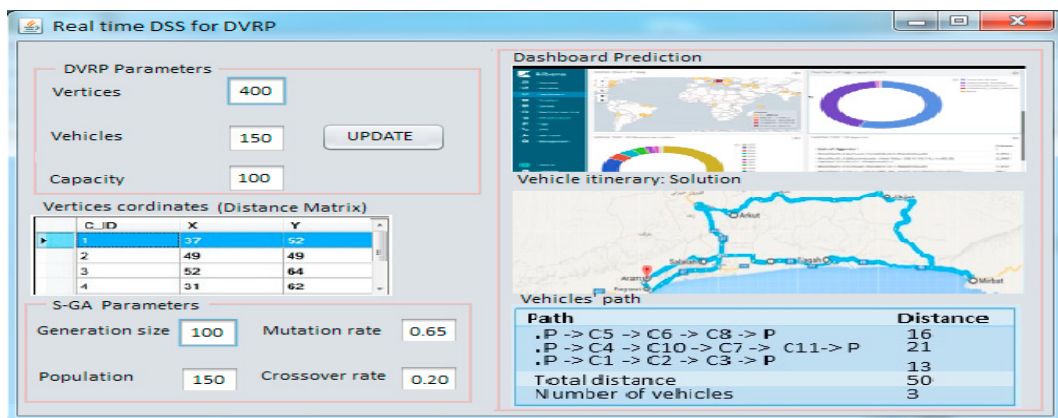 Real time DSS for DVRP
DVRP Parameters
Vertices 400
Vehicles 150 UPDATE
Capacity 100
Vertices cordinates (Distance Matrix)
C_ID X Y
1 37 52
2 49 49
3 52 64
4 31 62
S-GA Parameters
Generation size 100 Mutation rate 0.65
Population 150 Crossover rate 0.20
Dashboard Prediction
Vehicle itinerary: Solution
Arkut
Mirbat
Vehicles' path
Path Distance
.P -> C5 -> C6 -> C8 -> P 16
.P -> C4 -> C10 -> C7 -> C11-> P 21
.P -> C1 -> C2 -> C3 -> P 13
Total distance 50
Number of vehicles 3